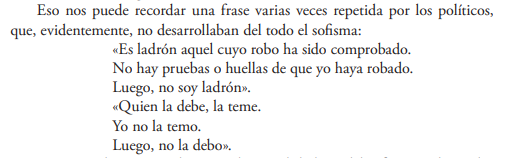 Eso nos puede recordar una frase varias veces repetida por los políticos,
que, evidentemente, no desarrollaban del todo el sofisma:
«Es ladrón aquel cuyo robo ha sido comprobado.
No hay pruebas o huellas de que yo haya robado.
Luego, no soy ladrón».
«Quien la debe, la teme.
Yo no la temo.
Luego, no la debo».